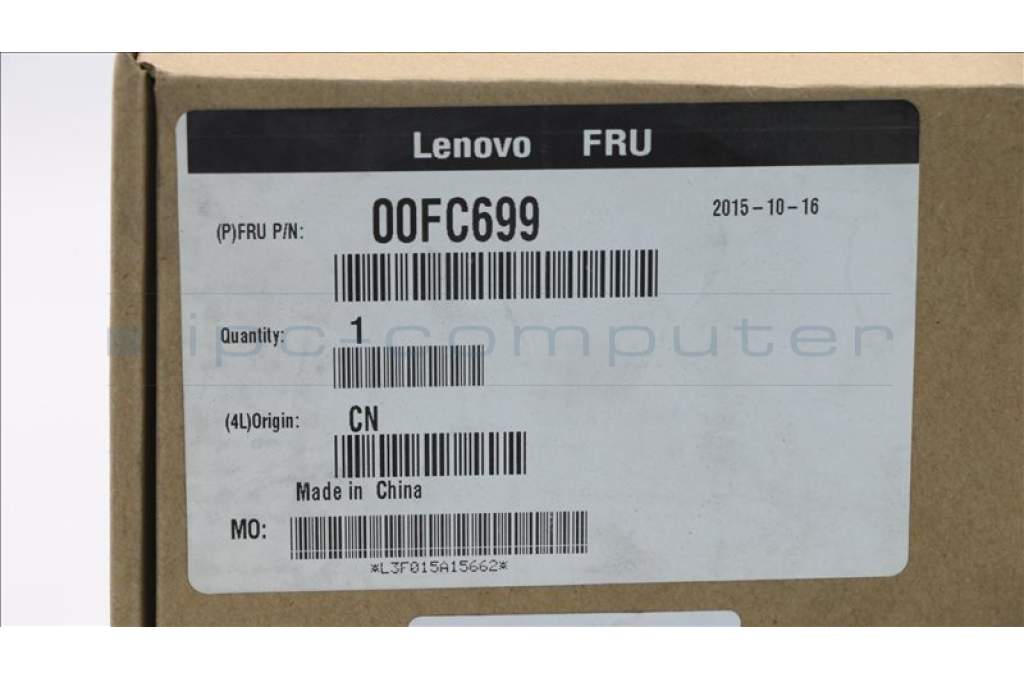 Lenovo FRU
(P)FRU P/N: 00FC699 2015-10-16
Quantity: 1
ipc-computer
(4L)Origin: CN
Made in China
MO:
*L3F015A15662*